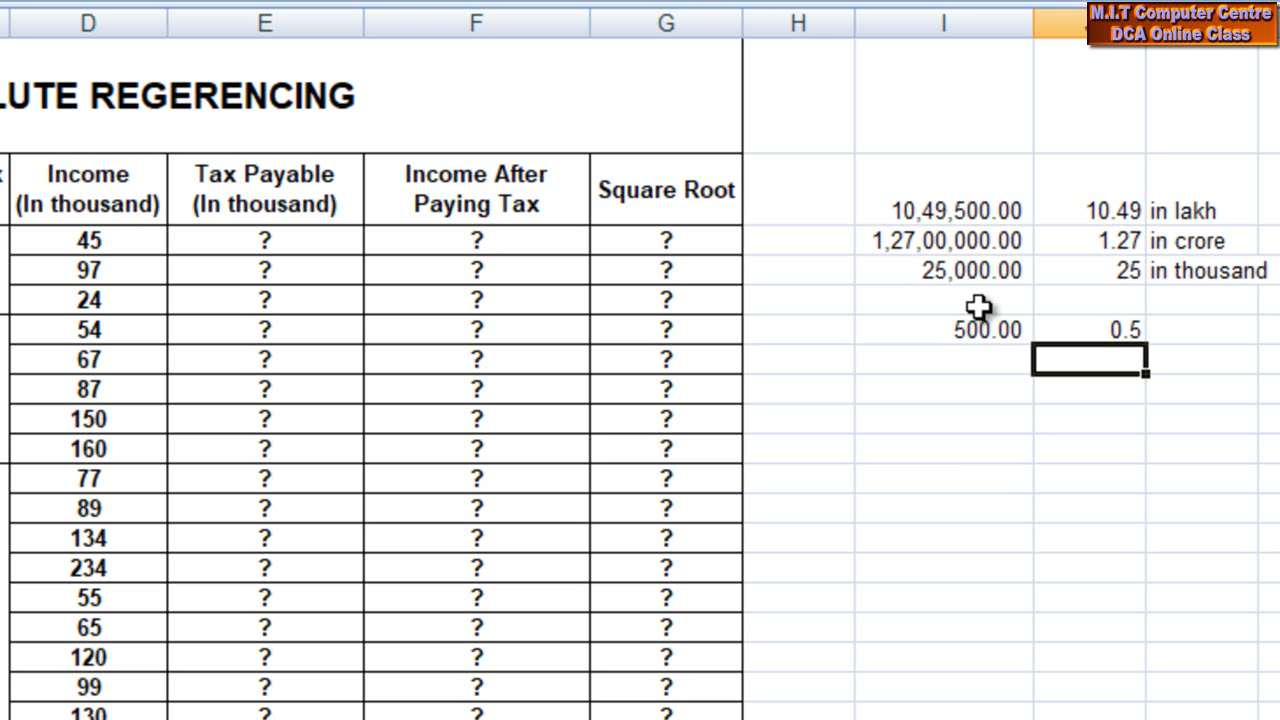 M.I.T Computer Centre
DCA Online Class
D E F G H I
LUTE REGERENCING
Income Tax Payable Income After Square Root
(In thousand) (In thousand) Paying Tax
10,49,500.00 10.49 in lakh
45 ? ? ? 1,27,00,000.00 1.27 in crore
97 ? ? ? 25,000.00 25 in thousand
24 ? ? ?
54 ? ? ? 500.00 0.5
67 ? ? ?
87 ? ? ?
150 ? ? ?
160 ? ? ?
77 ? ? ?
89 ? ? ?
134 ? ? ?
234 ? ? ?
55 ? ? ?
65 ? ? ?
120 ? ? ?
99 ? ? ?
130 ? ? ?